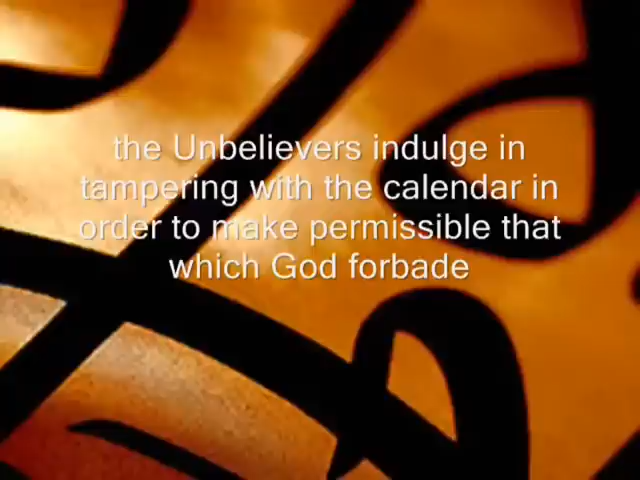 the Unbelievers indulge in
tampering with the calendar in
order to make permissible that
which God forbade